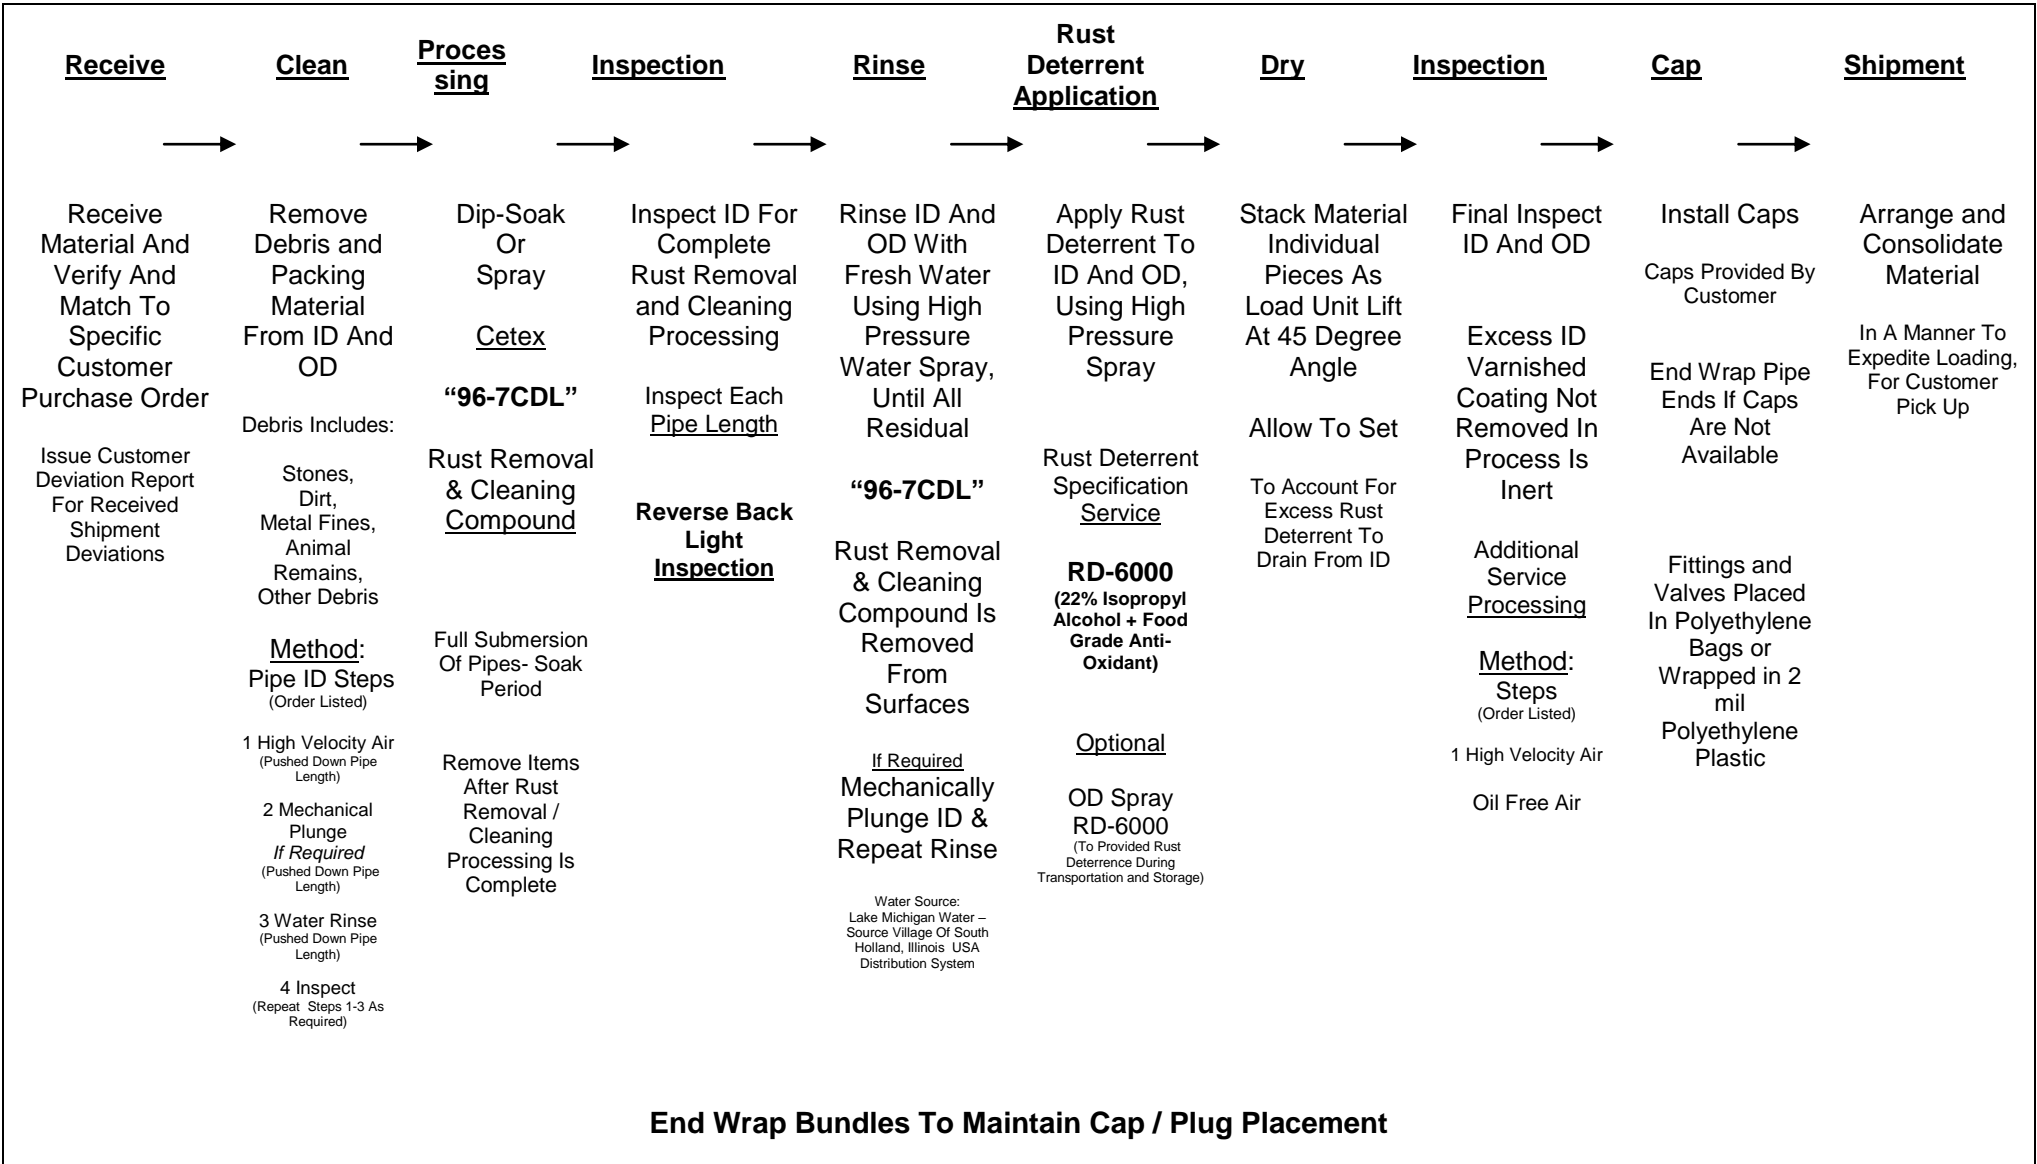 Receive
Clean
Proces
sing
Inspection
Rinse
Rust
Deterrent
Application
Dry
Inspection
Cap
Shipment
Receive
Material And
Verify And
Match To
Specific
Customer
Purchase Order
Issue Customer
Deviation Report
For Received
Shipment
Deviations
Remove
Debris and
Packing
Material
From ID And
OD
Debris Includes:
Stones,
Dirt,
Metal Fines,
Animal
Remains,
Other Debris
Method:
Pipe ID Steps
(Order Listed)
1 High Velocity Air
(Pushed Down Pipe
Length)
2 Mechanical
Plunge
If Required
(Pushed Down Pipe
Length)
3 Water Rinse
(Pushed Down Pipe
Length)
4 Inspect
(Repeat Steps 1-3 As
Required)
Dip-Soak
Or
Spray
Cetex
“96-7CDL”
Rust Removal
& Cleaning
Compound
Full Submersion
Of Pipes- Soak
Period
Remove Items
After Rust
Removal /
Cleaning
Processing Is
Complete
Inspect ID For
Complete
Rust Removal
and Cleaning
Processing
Inspect Each
Pipe Length
Reverse Back
Light
Inspection
Rinse ID And
OD With
Fresh Water
Using High
Pressure
Water Spray,
Until All
Residual
“96-7CDL”
Rust Removal
& Cleaning
Compound Is
Removed
From
Surfaces
If Required
Mechanically
Plunge ID &
Repeat Rinse
Water Source:
Lake Michigan Water –
Source Village Of South
Holland, Illinois USA
Distribution System
Apply Rust
Deterrent To
ID And OD,
Using High
Pressure
Spray
Rust Deterrent
Specification
Service
RD-6000
(22% Isopropyl
Alcohol + Food
Grade Anti-
Oxidant)
Optional
OD Spray
RD-6000
(To Provided Rust
Deterrence During
Transportation and Storage)
Stack Material
Individual
Pieces As
Load Unit Lift
At 45 Degree
Angle
Allow To Set
To Account For
Excess Rust
Deterrent To
Drain From ID
Final Inspect
ID And OD
Excess ID
Varnished
Coating Not
Removed In
Process Is
Inert
Additional
Service
Processing
Method:
Steps
(Order Listed)
1 High Velocity Air
Oil Free Air
Install Caps
Caps Provided By
Customer
End Wrap Pipe
Ends If Caps
Are Not
Available
Fittings and
Valves Placed
In Polyethylene
Bags or
Wrapped in 2
mil
Polyethylene
Plastic
Arrange and
Consolidate
Material
In A Manner To
Expedite Loading,
For Customer
Pick Up
End Wrap Bundles To Maintain Cap / Plug Placement